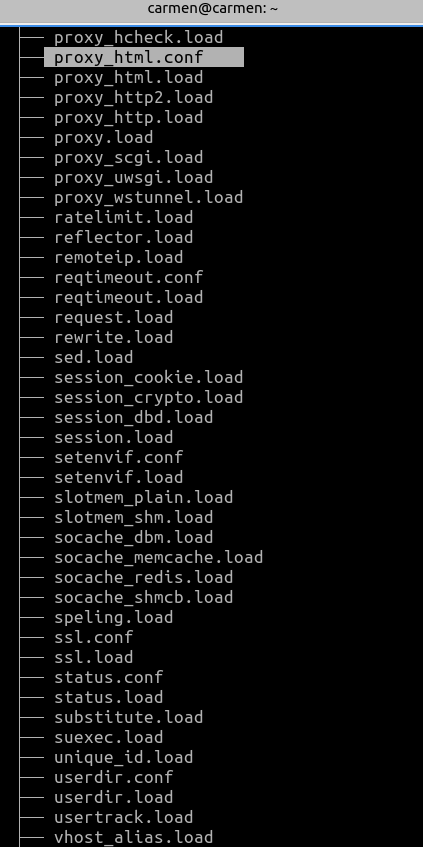 carmen@carmen: ~
├── proxy_hcheck.load
├── proxy_html.conf
├── proxy_html.load
├── proxy_http2.load
├── proxy_http.load
├── proxy.load
├── proxy_scgi.load
├── proxy_uwsgi.load
├── proxy_wstunnel.load
├── ratelimit.load
├── reflector.load
├── remoteip.load
├── reqtimeout.conf
├── reqtimeout.load
├── request.load
├── rewrite.load
├── sed.load
├── session_cookie.load
├── session_crypto.load
├── session_dbd.load
├── session.load
├── setenvif.conf
├── setenvif.load
├── slotmem_plain.load
├── slotmem_shm.load
├── socache_dbm.load
├── socache_memcache.load
├── socache_redis.load
├── socache_shmcb.load
├── speling.load
├── ssl.conf
├── ssl.load
├── status.conf
├── status.load
├── substitute.load
├── suexec.load
├── unique_id.load
├── userdir.conf
├── userdir.load
├── usertrack.load
├── vhost_alias.load